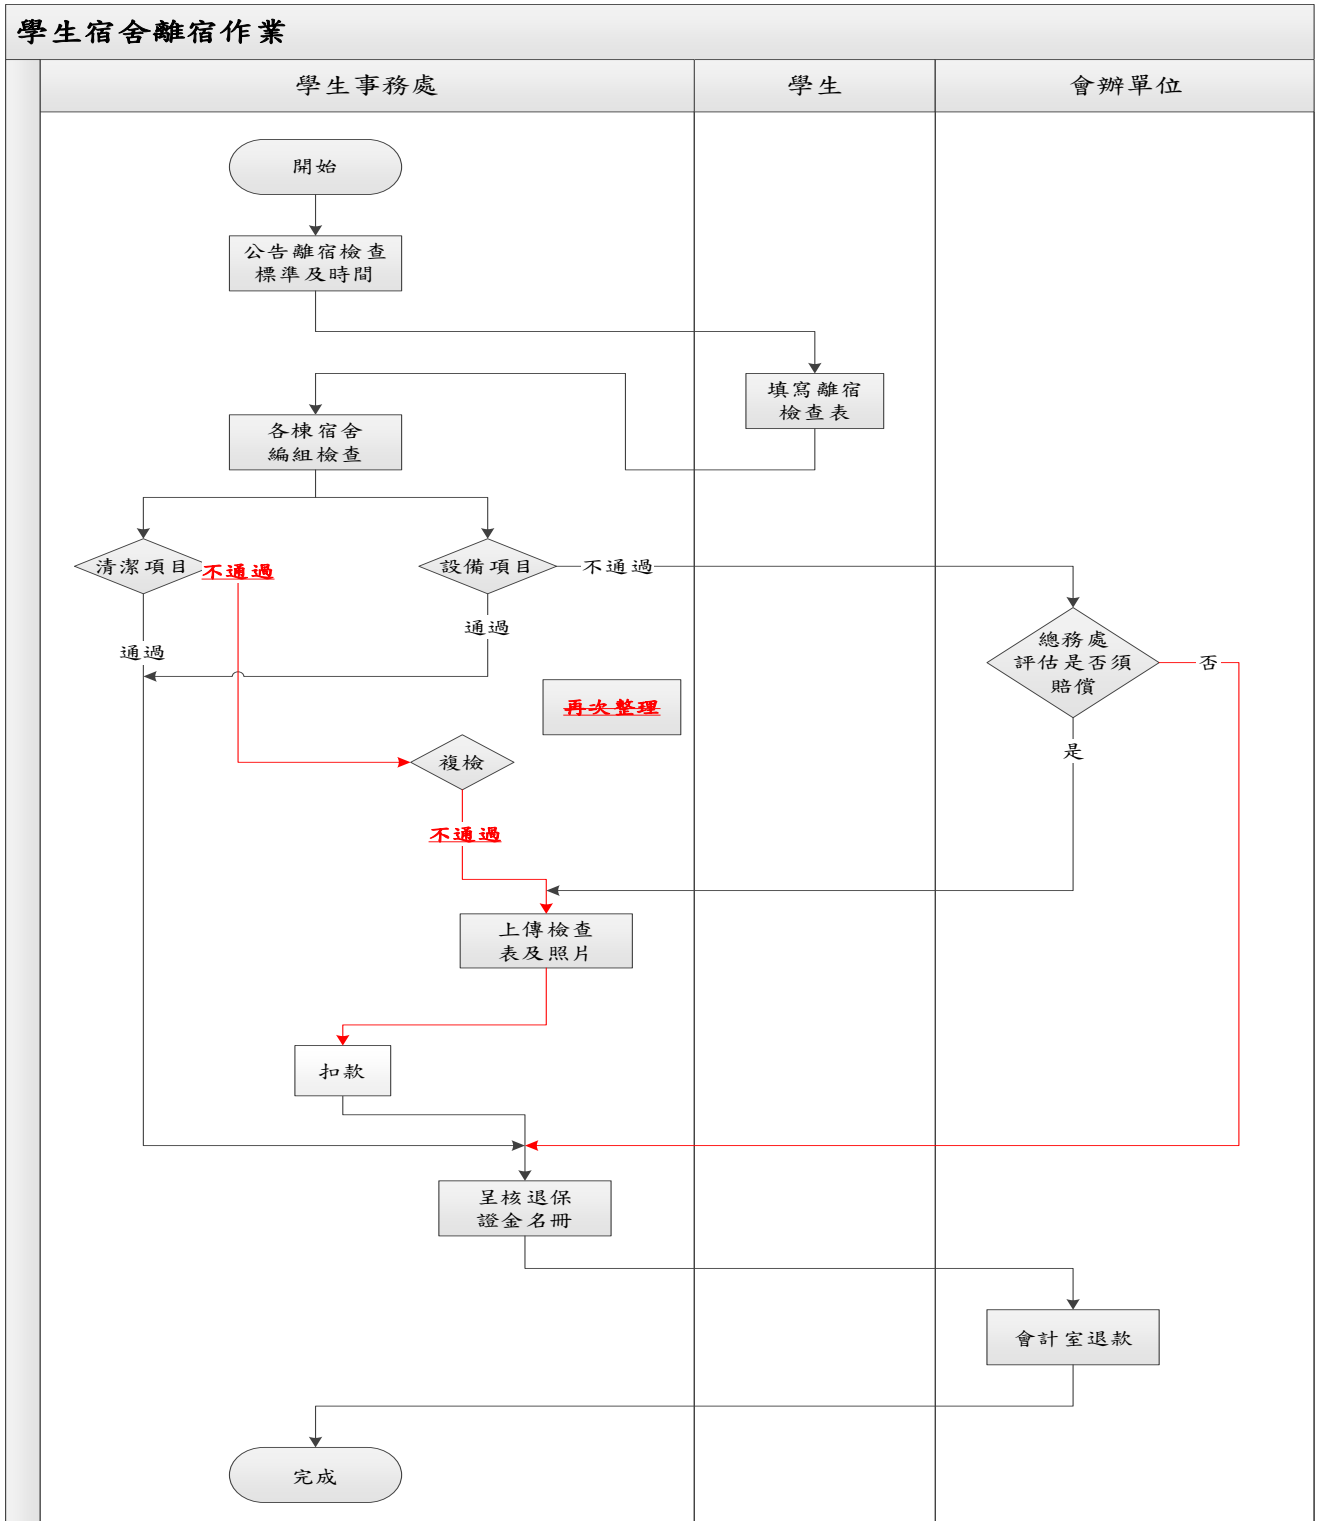 學生宿舍離宿作業
學生事務處
學生
會辦單位
開始
公告離宿檢查
標準及時間
填寫離宿
檢查表
各棟宿舍
編組檢查
清潔項目
不通過
設備項目
不通過
通過
通過
總務處
評估是否須
賠償
否
再次整理
是
複檢
不通過
上傳檢查
表及照片
扣款
呈核退保
證金名冊
會計室退款
完成